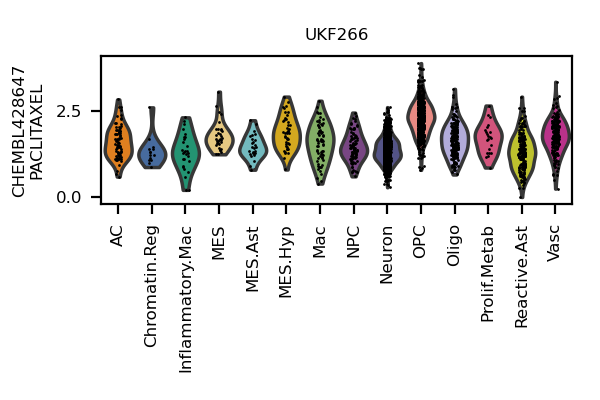 UKF266
CHEMBL428647
PACLITAXEL
2.5
0.0
AC
Chromatin.Reg
Inflammatory.Mac
MES
MES.Ast
MES.Hyp
Mac
NPC
Neuron
OPC
Oligo
Prolif.Metab
Reactive.Ast
Vasc